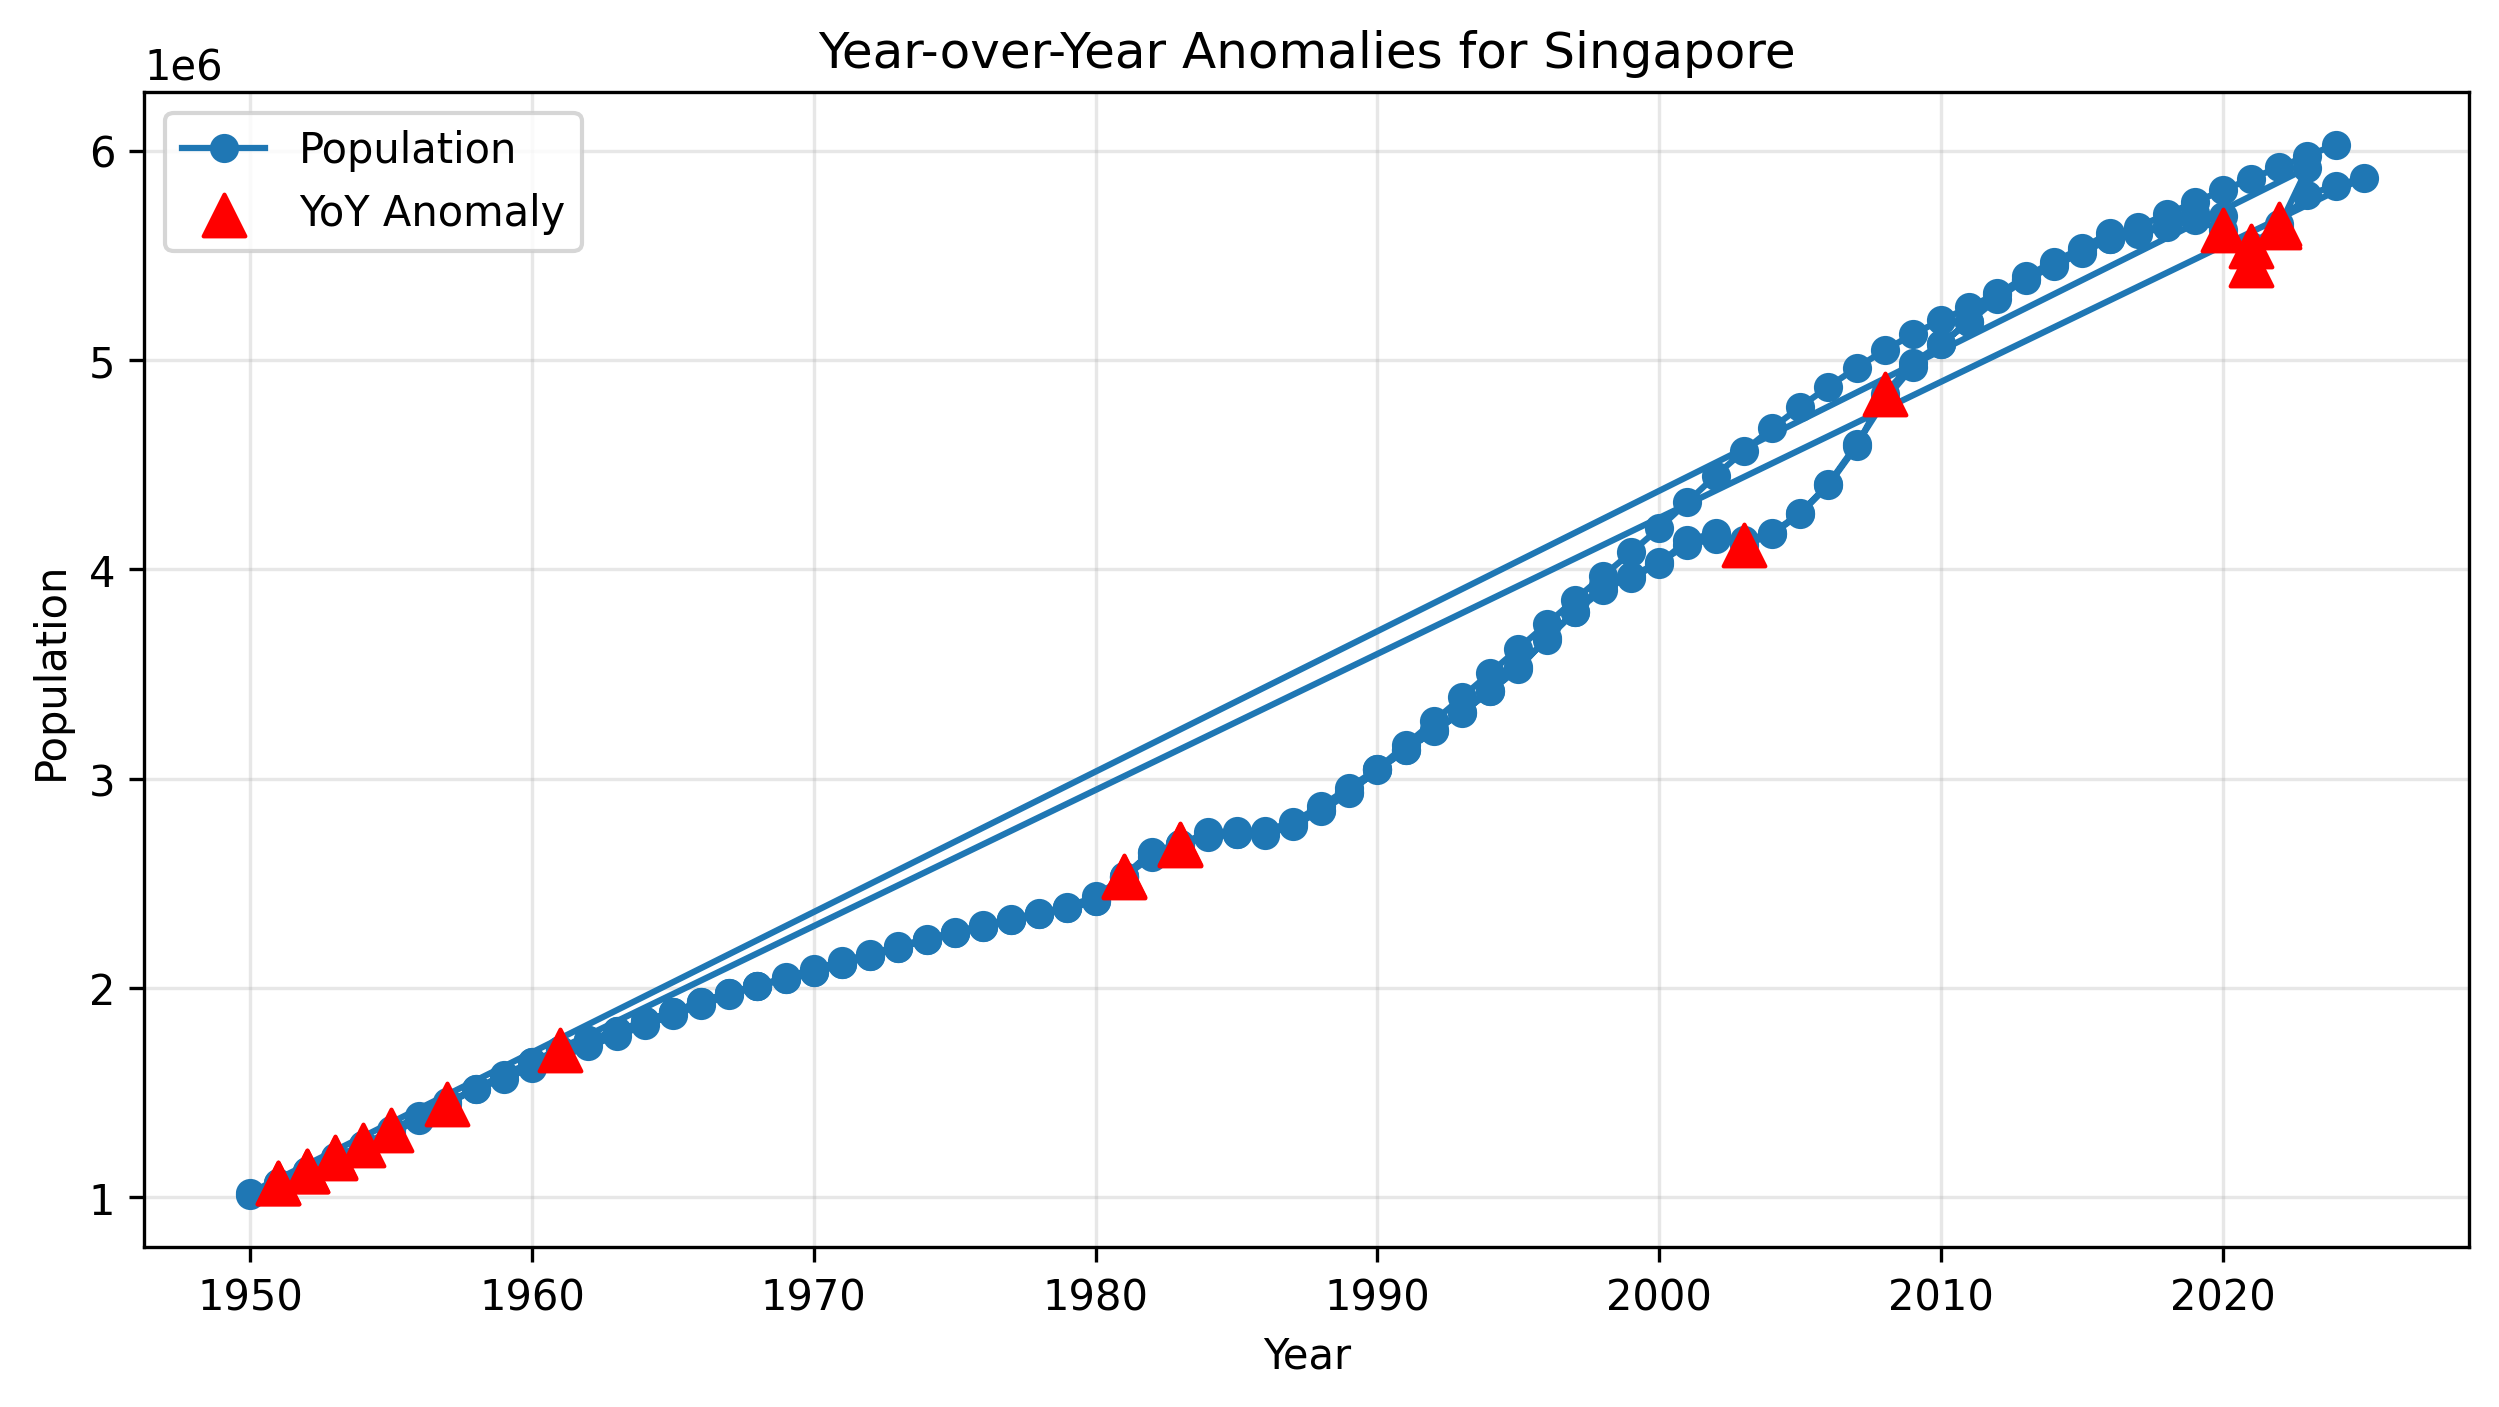 Year-over-Year Anomalies for Singapore
1e6
Population
YoY Anomaly
6
5
4
3
2
1
Population
1950 1960 1970 1980 1990 2000 2010 2020
Year